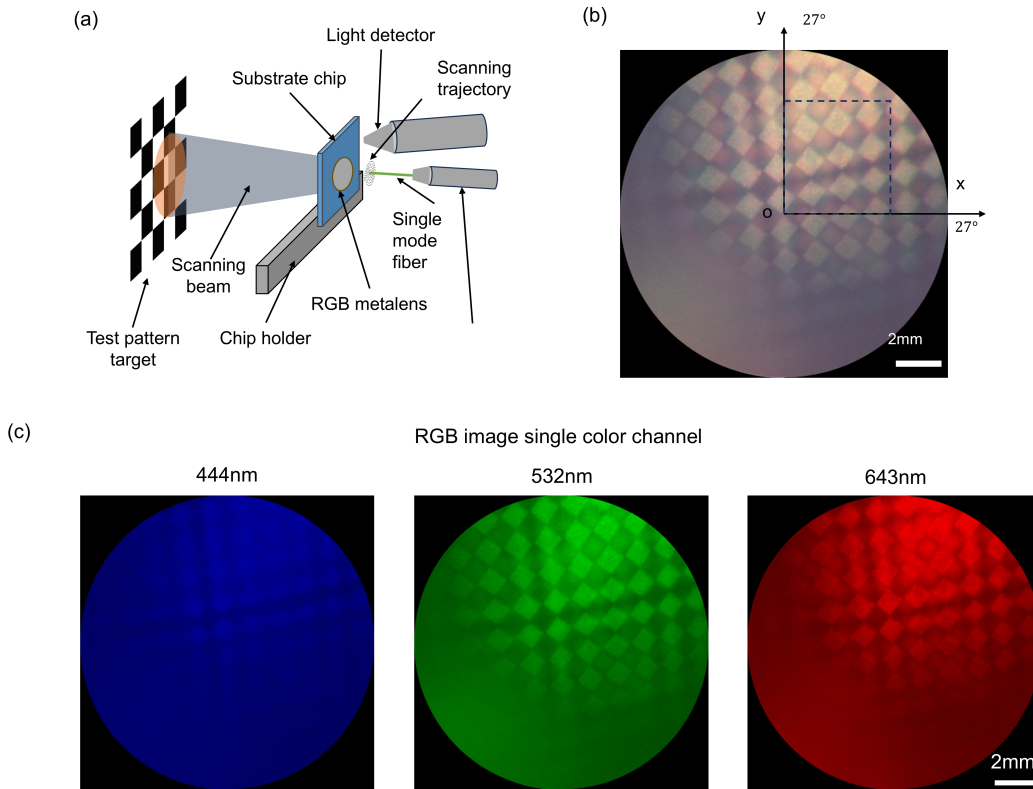 (a)
Light detector
Substrate chip
Scanning
trajectory
Single
mode
fiber
Scanning
beam
RGB metalens
Test pattern
target
Chip holder
(b)
y
27°
x
o
27°
2mm
(c)
RGB image single color channel
444nm
532nm
643nm
2mm